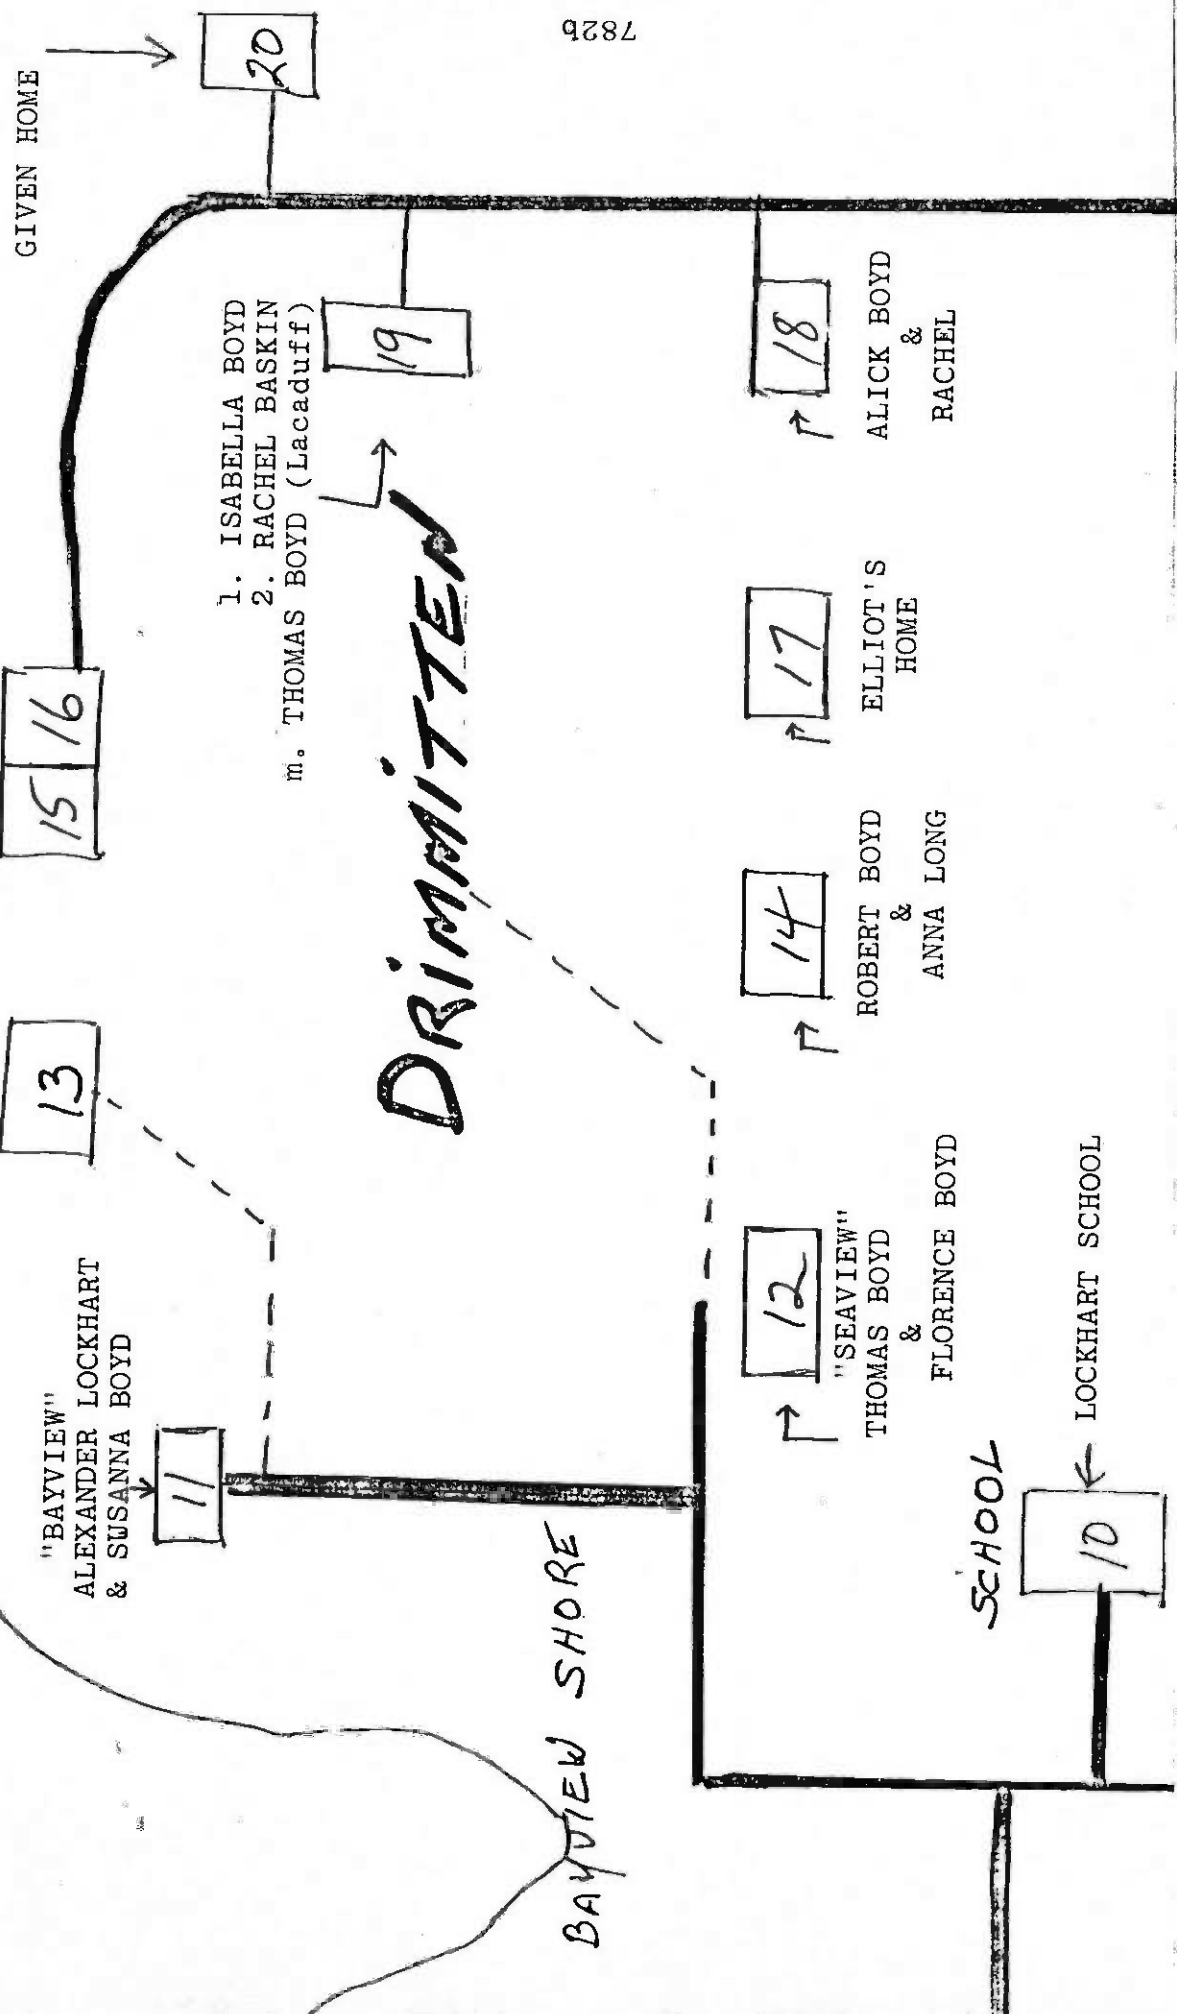 "BAYVIEW"
ALEXANDER LOCKHART
& SUSANNA BOYD
11
13
15
16
GIVEN HOME
20
1. ISABELLA BOYD
2. RACHEL BASKIN
m. THOMAS BOYD (Lacaduff)
19
DRIMMITTEN
BAYVIEW SHORE
12
"SEAVIEW"
THOMAS BOYD
&
FLORENCE BOYD
14
ROBERT BOYD
&
ANNA LONG
17
ELLIOT'S
HOME
18
ALICK BOYD
&
RACHEL
SCHOOL
10
LOCKHART SCHOOL
782b